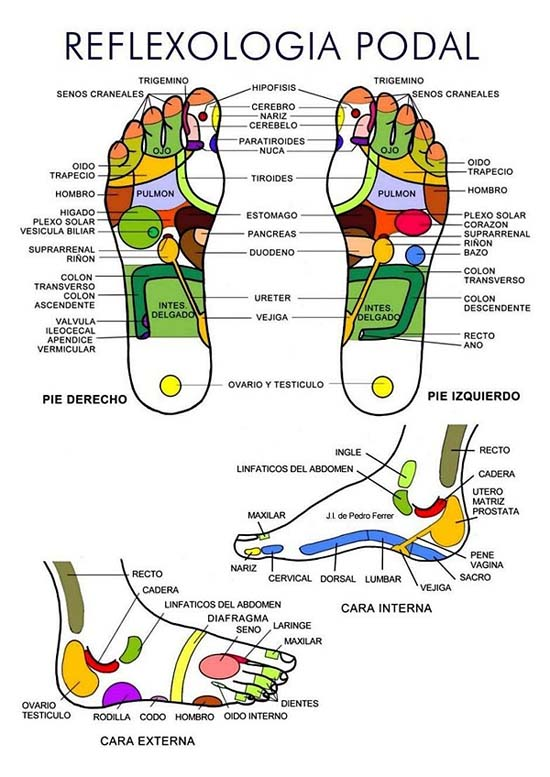 REFLEXOLOGIA PODAL
TRIGEMINO
SENOS CRANEALES
OJO
OIDO
TRAPECIO
HOMBRO
PULMON
HIGADO
PLEXO SOLAR
VESICULA BILIAR
SUPRARRENAL
RIÑON
COLON
TRANSVERSO
COLON
ASCENDENTE
INTES.
DELGADO
VALVULA
ILEOCECAL
APENDICE
VERMICULAR
PIE DERECHO
HIPOFISIS
CEREBRO
NARIZ
CEREBELO
PARATIROIDES
NUCA
TIROIDES
ESTOMAGO
PANCREAS
DUODENO
URETER
VEJIGA
OVARIO Y TESTICULO
TRIGEMINO
SENOS CRANEALES
OJO
OIDO
TRAPECIO
HOMBRO
PULMON
PLEXO SOLAR
CORAZON
SUPRARRENAL
RIÑON
BAZO
COLON
TRANSVERSO
COLON
DESCENDENTE
INTES.
DELGADO
RECTO
ANO
PIE IZQUIERDO
INGLE
LINFATICOS DEL ABDOMEN
RECTO
CADERA
UTERO
MATRIZ
PROSTATA
MAXILAR
J.I. de Pedro Ferrer
NARIZ
CERVICAL
DORSAL
LUMBAR
PENE
VAGINA
SACRO
VEJIGA
CARA INTERNA
RECTO
CADERA
LINFATICOS DEL ABDOMEN
DIAFRAGMA
SENO
LARINGE
MAXILAR
OVARIO
TESTICULO
RODILLA
CODO
HOMBRO
OIDO INTERNO
DIENTES
CARA EXTERNA